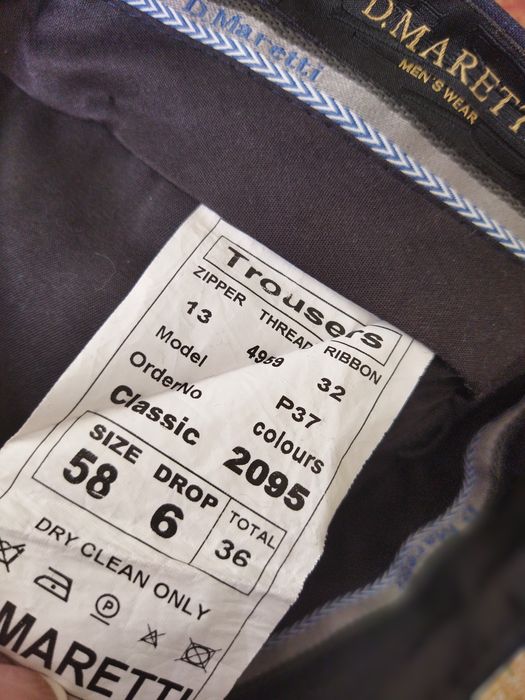 D.Maretti
D.MARETT
MEN'S WEAR
Trousers
ZIPPER THREAD RIBBON
13 4959 32
Model P37
OrderNo colours
Classic 2095
SIZE DROP TOTAL
58 6 36
DRY CLEAN ONLY
P
MARETTI